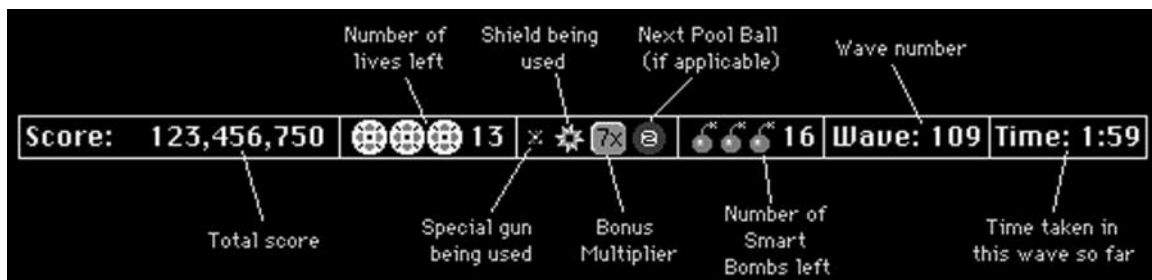 Number of
lives left
Shield being
used
Next Pool Ball
(if applicable)
Wave number
Score: 123,456,750 13 7x 2 16 Wave: 109 Time: 1:59
Total score
Special gun
being used
Bonus
Multiplier
Number of
Smart
Bombs left
Time taken in
this wave so far